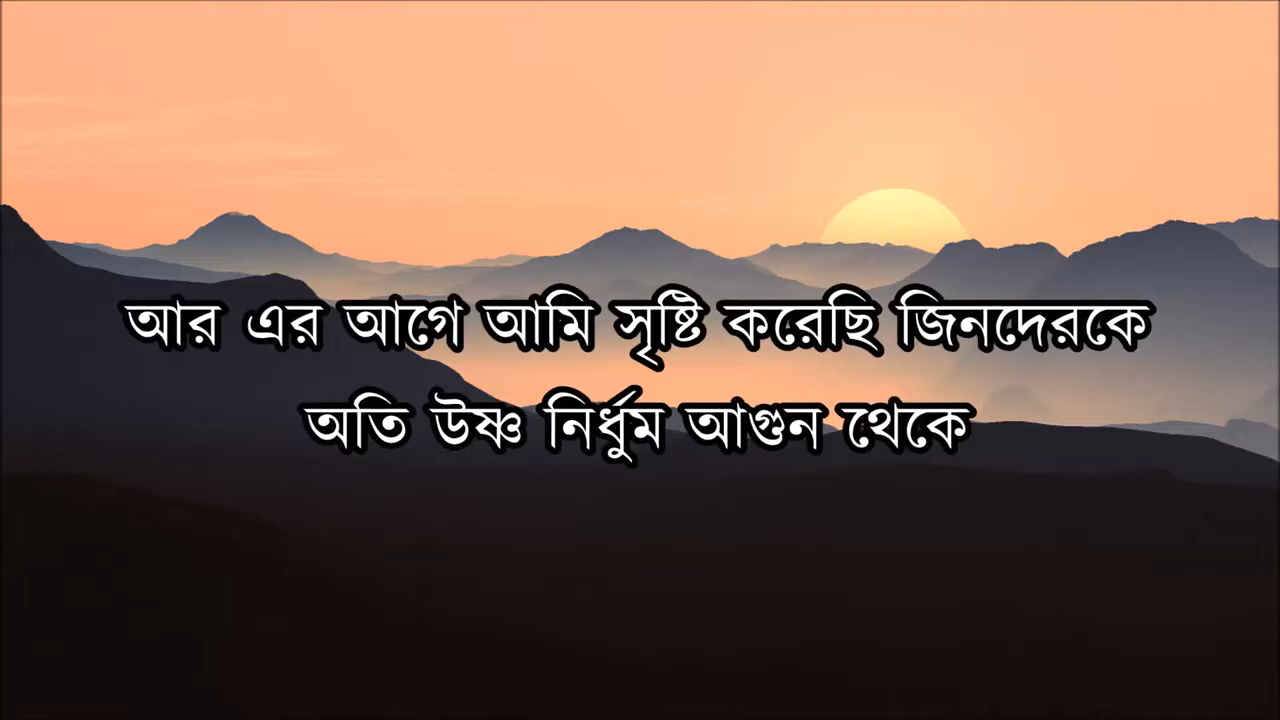 আর এর আগে আমি সৃষ্টি করেছি জিনদেরকে
অতি উষ্ণ নির্ধুম আগুন থেকে